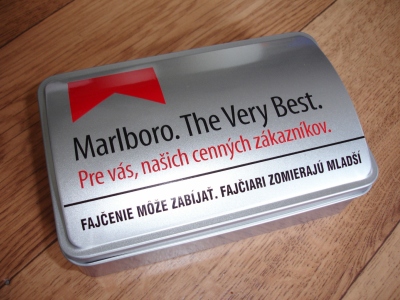 Marlboro. The Very Best.
Pre vás, našich cenných zákazníkov.
FAJČENIE MÔŽE ZABÍJAŤ. FAJČIARI ZOMIERAJÚ MLADŠÍ